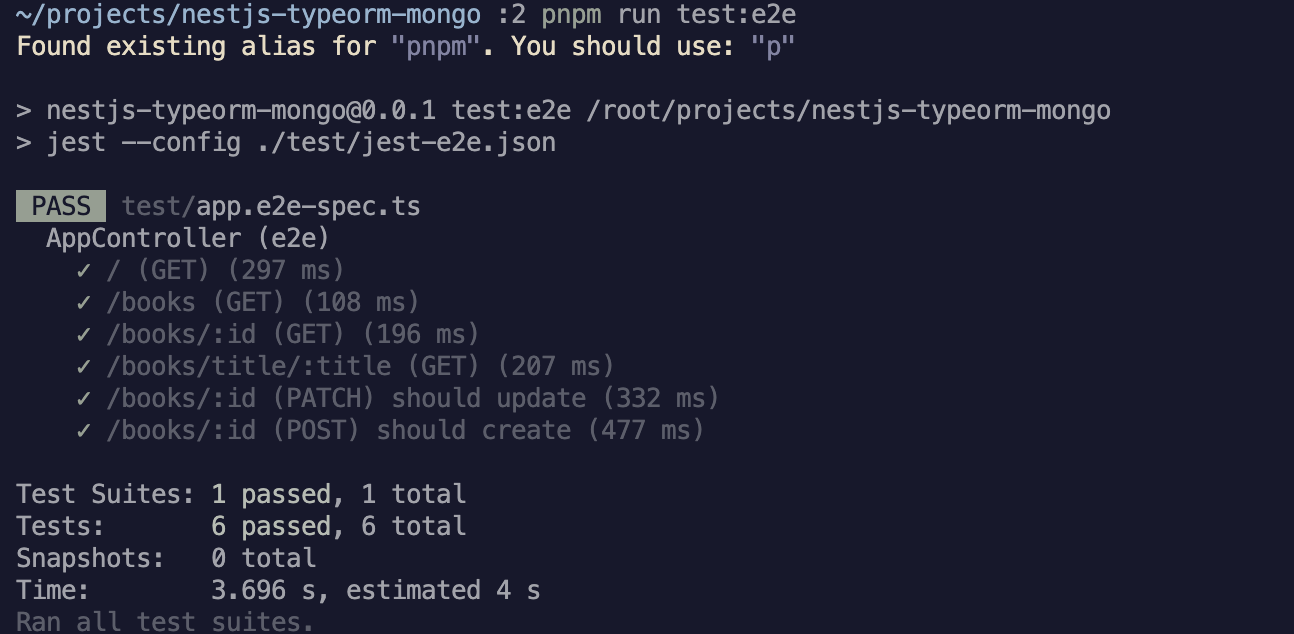 ~/projects/nestjs-typeorm-mongo :2 pnpm run test:e2e
Found existing alias for "pnpm". You should use: "p"
> nestjs-typeorm-mongo@0.0.1 test:e2e /root/projects/nestjs-typeorm-mongo
> jest --config ./test/jest-e2e.json
PASS test/app.e2e-spec.ts
AppController (e2e)
✓ / (GET) (297 ms)
✓ /books (GET) (108 ms)
✓ /books/:id (GET) (196 ms)
✓ /books/title/:title (GET) (207 ms)
✓ /books/:id (PATCH) should update (332 ms)
✓ /books/:id (POST) should create (477 ms)
Test Suites: 1 passed, 1 total
Tests: 6 passed, 6 total
Snapshots: 0 total
Time: 3.696 s, estimated 4 s
Ran all test suites.